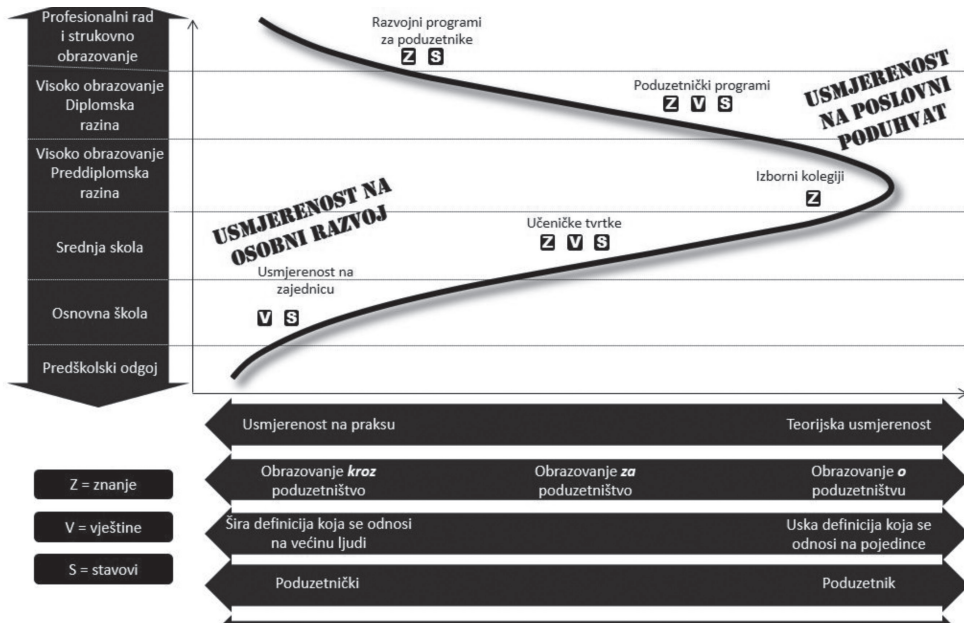 Profesionalni rad
i strukovno
obrazovanje
Visoko obrazovanje
Diplomska
razina
Visoko obrazovanje
Preddiplomska
razina
Srednja skola
Osnovna škola
Predškolski odgoj
Razvojni programi
za poduzetnike
Z S
Poduzetnički programi
Z V S
USMJERENOST
NA POSLOVNI
PODUHVAT
Izborni kolegiji
Z
USMJERENOST NA
OSOBNI RAZVOJ
Učeničke tvrtke
Z V S
Usmjerenost na
zajednicu
V S
Usmjerenost na praksu
Teorijska usmjerenost
Obrazovanje kroz
poduzetništvo
Obrazovanje za
poduzetništvo
Obrazovanje o
poduzetništvu
Šira definicija koja se odnosi
na većinu ljudi
Uska definicija koja se
odnosi na pojedince
Poduzetnički
Poduzetnik
Z = znanje
V = vještine
S = stavovi